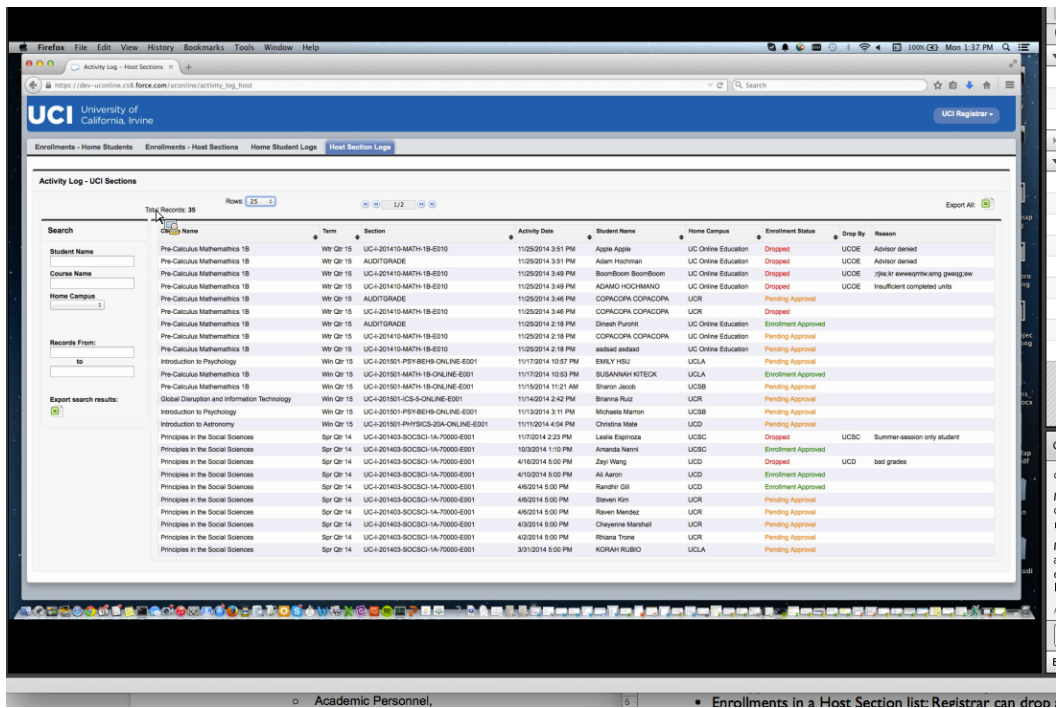 Firefox File Edit View History Bookmarks Tools Window Help
100% Mon 1:37 PM
Activity Log - Host Sections
https://dev-uconline.cs8.force.com/uconline/activity_log_host
Search
UCI University of California, Irvine
UCI Registrar
Enrollments - Home Students Enrollments - Host Sections Home Student Logs Host Section Logs
Activity Log - UCI Sections
Total Records: 35 Rows: 25 1/2 Export All:
Search
Student Name
Course Name
Home Campus
Records From:
to
Export search results:
Name Term Section Activity Date Student Name Home Campus Enrollment Status Drop By Reason
Pre-Calculus Mathemathics 1B Wtr Qtr 15 UC-I-201410-MATH-1B-E010 11/25/2014 3:51 PM Apple Apple UC Online Education Dropped UCOE Advisor denied
Pre-Calculus Mathemathics 1B Wtr Qtr 15 AUDITGRADE 11/25/2014 3:51 PM Adam Hochman UC Online Education Dropped UCOE Advisor denied
Pre-Calculus Mathemathics 1B Wtr Qtr 15 UC-I-201410-MATH-1B-E010 11/25/2014 3:49 PM BoomBoom BoomBoom UC Online Education Dropped UCOE
Pre-Calculus Mathemathics 1B Wtr Qtr 15 UC-I-201410-MATH-1B-E010 11/25/2014 3:49 PM ADAMO HOCHMANO UC Online Education Dropped UCOE Insufficient completed units
Pre-Calculus Mathemathics 1B Wtr Qtr 15 AUDITGRADE 11/25/2014 3:46 PM COPACOPA COPACOPA UCR Pending Approval
Pre-Calculus Mathemathics 1B Wtr Qtr 15 UC-I-201410-MATH-1B-E010 11/25/2014 3:46 PM COPACOPA COPACOPA UCR Dropped
Pre-Calculus Mathemathics 1B Wtr Qtr 15 AUDITGRADE 11/25/2014 2:18 PM Dinesh Purohit UC Online Education Enrollment Approved
Pre-Calculus Mathemathics 1B Wtr Qtr 15 UC-I-201410-MATH-1B-E010 11/25/2014 2:18 PM COPACOPA COPACOPA UC Online Education Pending Approval
Pre-Calculus Mathemathics 1B Wtr Qtr 15 UC-I-201410-MATH-1B-E010 11/25/2014 2:18 PM asdsad asdasd UC Online Education Pending Approval
Introduction to Psychology Win Qtr 15 UC-I-201501-PSY-BEH9-ONLINE-E001 11/17/2014 10:57 PM EMILY HSU UCLA Pending Approval
Pre-Calculus Mathemathics 1B Win Qtr 15 UC-I-201501-MATH-1B-ONLINE-E001 11/17/2014 10:53 PM SUSANNAH KITECK UCLA Enrollment Approved
Pre-Calculus Mathemathics 1B Win Qtr 15 UC-I-201501-MATH-1B-ONLINE-E001 11/15/2014 11:21 AM Sharon Jacob UCSB Pending Approval
Global Disruption and Information Technology Win Qtr 15 UC-I-201501-ICS-5-ONLINE-E001 11/14/2014 2:42 PM Brianna Ruiz UCR Pending Approval
Introduction to Psychology Win Qtr 15 UC-I-201501-PSY-BEH9-ONLINE-E001 11/13/2014 3:11 PM Michaela Marron UCSB Pending Approval
Introduction to Astronomy Win Qtr 15 UC-I-201501-PHYSICS-20A-ONLINE-E001 11/11/2014 4:04 PM Christina Mate UCD Pending Approval
Principles in the Social Sciences Spr Qtr 14 UC-I-201403-SOCSCI-1A-70000-E001 11/7/2014 2:23 PM Leslie Espinoza UCSC Dropped UCSC Summer-session only student
Principles in the Social Sciences Spr Qtr 14 UC-I-201403-SOCSCI-1A-70000-E001 10/3/2014 1:10 PM Amanda Nenni UCSC Enrollment Approved
Principles in the Social Sciences Spr Qtr 14 UC-I-201403-SOCSCI-1A-70000-E001 4/16/2014 5:00 PM Zeyi Wang UCD Dropped UCD bad grades
Principles in the Social Sciences Spr Qtr 14 UC-I-201403-SOCSCI-1A-70000-E001 4/10/2014 5:00 PM Ali Aaron UCD Enrollment Approved
Principles in the Social Sciences Spr Qtr 14 UC-I-201403-SOCSCI-1A-70000-E001 4/6/2014 5:00 PM Randhir Gill UCD Enrollment Approved
Principles in the Social Sciences Spr Qtr 14 UC-I-201403-SOCSCI-1A-70000-E001 4/6/2014 5:00 PM Steven Kim UCR Pending Approval
Principles in the Social Sciences Spr Qtr 14 UC-I-201403-SOCSCI-1A-70000-E001 4/6/2014 5:00 PM Raven Mendez UCR Pending Approval
Principles in the Social Sciences Spr Qtr 14 UC-I-201403-SOCSCI-1A-70000-E001 4/3/2014 5:00 PM Cheyenne Marshall UCR Pending Approval
Principles in the Social Sciences Spr Qtr 14 UC-I-201403-SOCSCI-1A-70000-E001 4/2/2014 5:00 PM Rhiana Trone UCR Pending Approval
Principles in the Social Sciences Spr Qtr 14 UC-I-201403-SOCSCI-1A-70000-E001 3/31/2014 5:00 PM KORAH RUBIO UCLA Pending Approval
Academic Personnel, 5 • Enrollments in a Host Section list: Registrar can drop